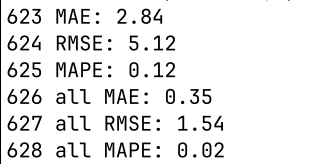 623 MAE: 2.84
624 RMSE: 5.12
625 MAPE: 0.12
626 all MAE: 0.35
627 all RMSE: 1.54
628 all MAPE: 0.02